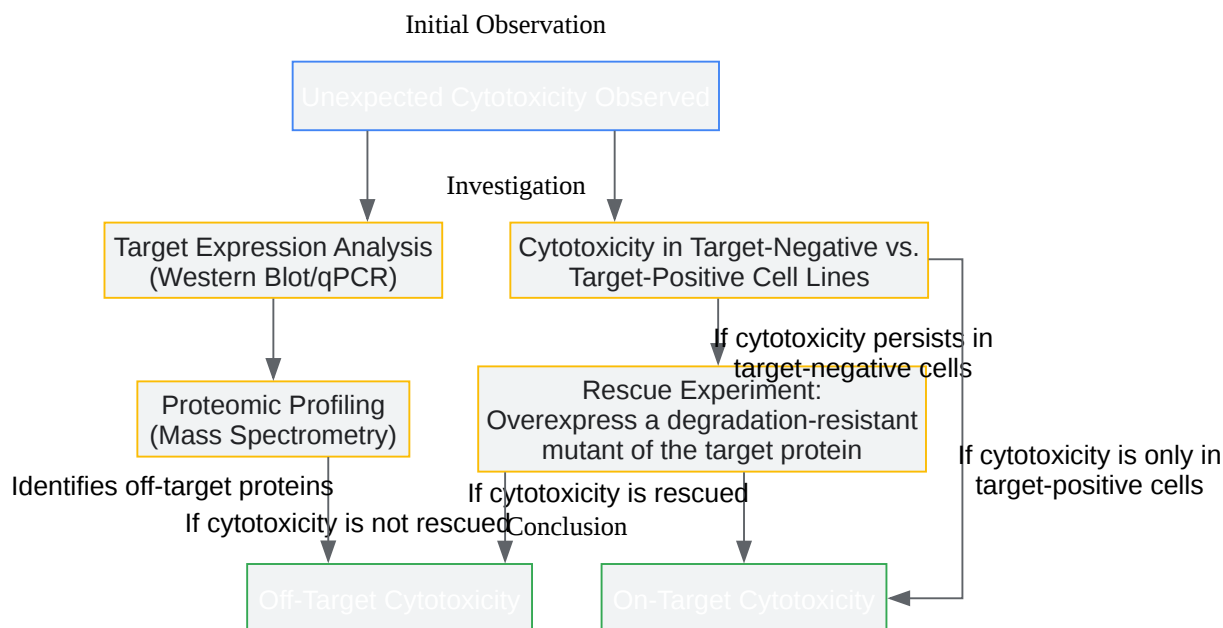 Initial Observation
Unexpected Cytotoxicity Observed
Investigation
Target Expression Analysis
(Western Blot/qPCR)
Cytotoxicity in Target-Negative vs.
Target-Positive Cell Lines
If cytotoxicity persists in
target-negative cells
Proteomic Profiling
(Mass Spectrometry)
Rescue Experiment:
Overexpress a degradation-resistant
mutant of the target protein
If cytotoxicity is only in
target-positive cells
Identifies off-target proteins
If cytotoxicity is rescued
If cytotoxicity is not rescued
Conclusion
Off-Target Cytotoxicity
On-Target Cytotoxicity